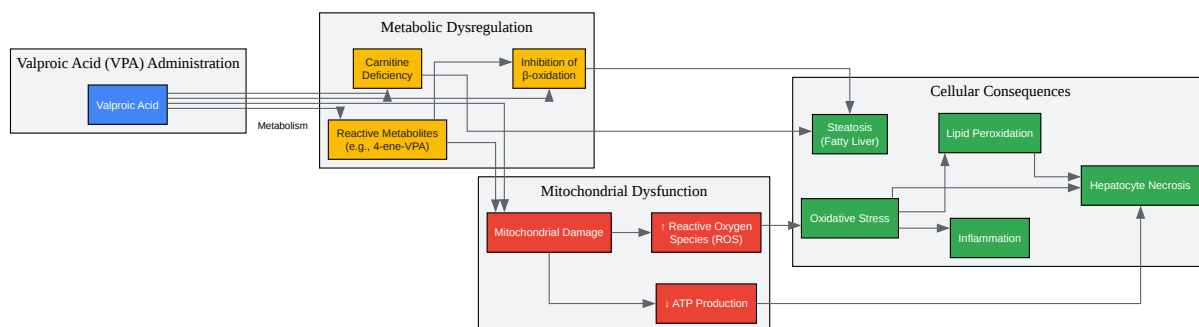 Valproic Acid (VPA) Administration
Valproic Acid
Metabolism
Metabolic Dysregulation
Carnitine
Deficiency
Inhibition of
β-oxidation
Reactive Metabolites
(e.g., 4-ene-VPA)
Mitochondrial Dysfunction
Mitochondrial Damage
↑ Reactive Oxygen
Species (ROS)
↓ ATP Production
Cellular Consequences
Steatosis
(Fatty Liver)
Lipid Peroxidation
Hepatocyte Necrosis
Oxidative Stress
Inflammation